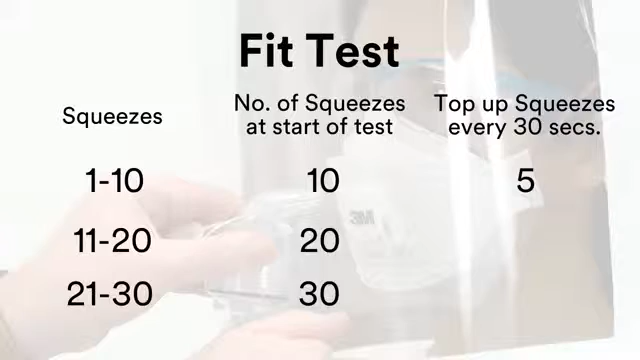 Fit Test
Squeezes
No. of Squeezes
at start of test
Top up Squeezes
every 30 secs.
1-10 10 5
11-20 20
21-30 30
3M